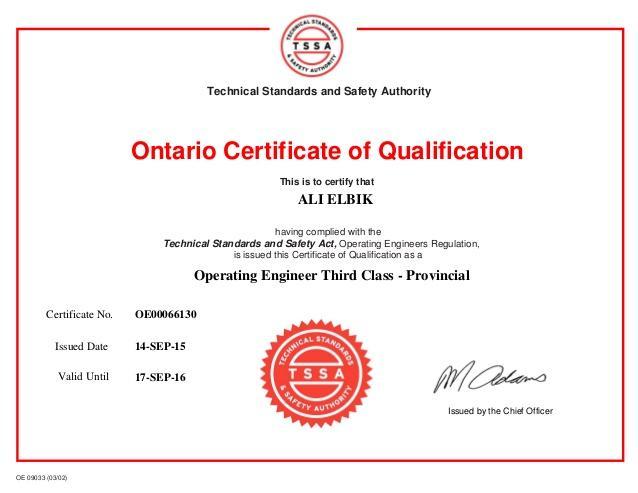 TECHNICAL STANDARDS
TSSA
& SAFETY AUTHORITY
Technical Standards and Safety Authority
Ontario Certificate of Qualification
This is to certify that
ALI ELBIK
having complied with the
Technical Standards and Safety Act, Operating Engineers Regulation,
is issued this Certificate of Qualification as a
Operating Engineer Third Class - Provincial
Certificate No. OE00066130
Issued Date 14-SEP-15
Valid Until 17-SEP-16
TECHNICAL STANDARDS
TSSA
& SAFETY AUTHORITY
M Adams
Issued by the Chief Officer
OE 09033 (03/02)